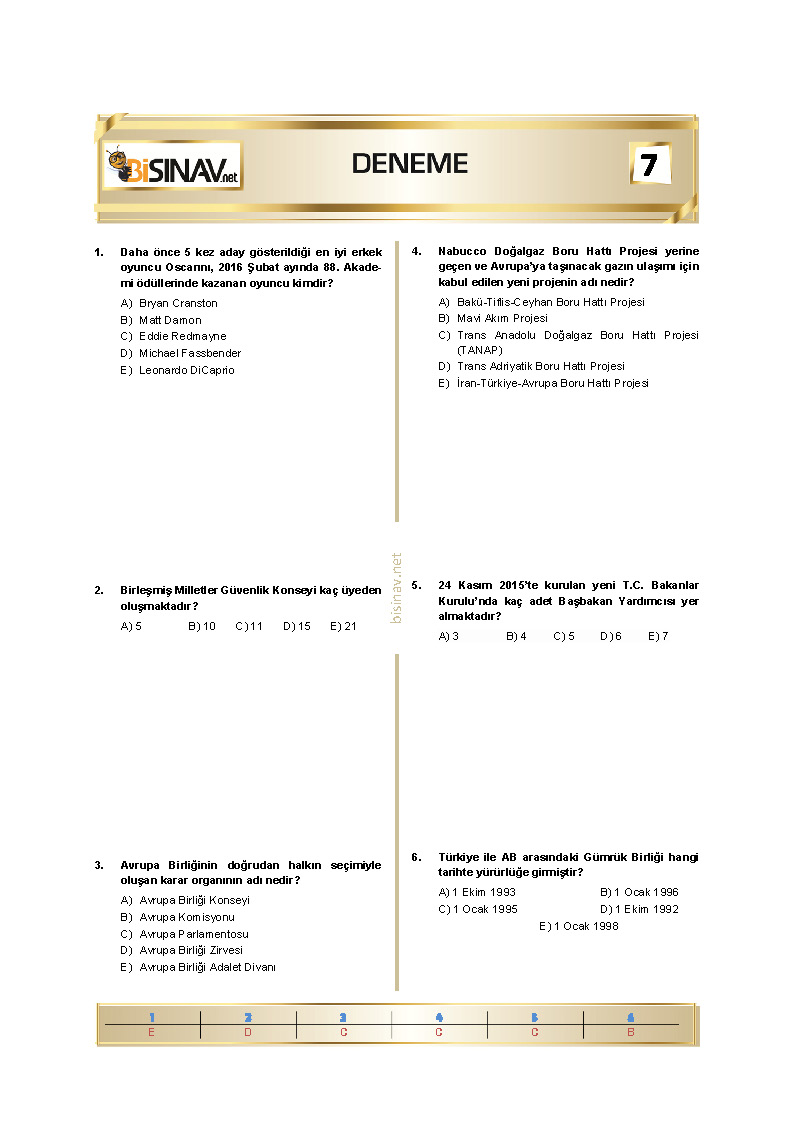 BiSINAV.net
DENEME
7
1. Daha önce 5 kez aday gösterildiği en iyi erkek
oyuncu Oscarını, 2016 Şubat ayında 88. Akade-
mi ödüllerinde kazanan oyuncu kimdir?
A) Bryan Cranston
B) Matt Damon
C) Eddie Redmayne
D) Michael Fassbender
E) Leonardo DiCaprio
2. Birleşmiş Milletler Güvenlik Konseyi kaç üyeden
oluşmaktadır?
A) 5 B) 10 C) 11 D) 15 E) 21
3. Avrupa Birliğinin doğrudan halkın seçimiyle
oluşan karar organının adı nedir?
A) Avrupa Birliği Konseyi
B) Avrupa Komisyonu
C) Avrupa Parlamentosu
D) Avrupa Birliği Zirvesi
E) Avrupa Birliği Adalet Divanı
bisinav.net
4. Nabucco Doğalgaz Boru Hattı Projesi yerine
geçen ve Avrupa'ya taşınacak gazın ulaşımı için
kabul edilen yeni projenin adı nedir?
A) Bakü-Tiflis-Ceyhan Boru Hattı Projesi
B) Mavi Akım Projesi
C) Trans Anadolu Doğalgaz Boru Hattı Projesi
(TANAP)
D) Trans Adriyatik Boru Hattı Projesi
E) İran-Türkiye-Avrupa Boru Hattı Projesi
5. 24 Kasım 2015'te kurulan yeni T.C. Bakanlar
Kurulu'nda kaç adet Başbakan Yardımcısı yer
almaktadır?
A) 3 B) 4 C) 5 D) 6 E) 7
6. Türkiye ile AB arasındaki Gümrük Birliği hangi
tarihte yürürlüğe girmiştir?
A) 1 Ekim 1993 B) 1 Ocak 1996
C) 1 Ocak 1995 D) 1 Ekim 1992
E) 1 Ocak 1998
1 2 3 4 5 6
E D C C C B